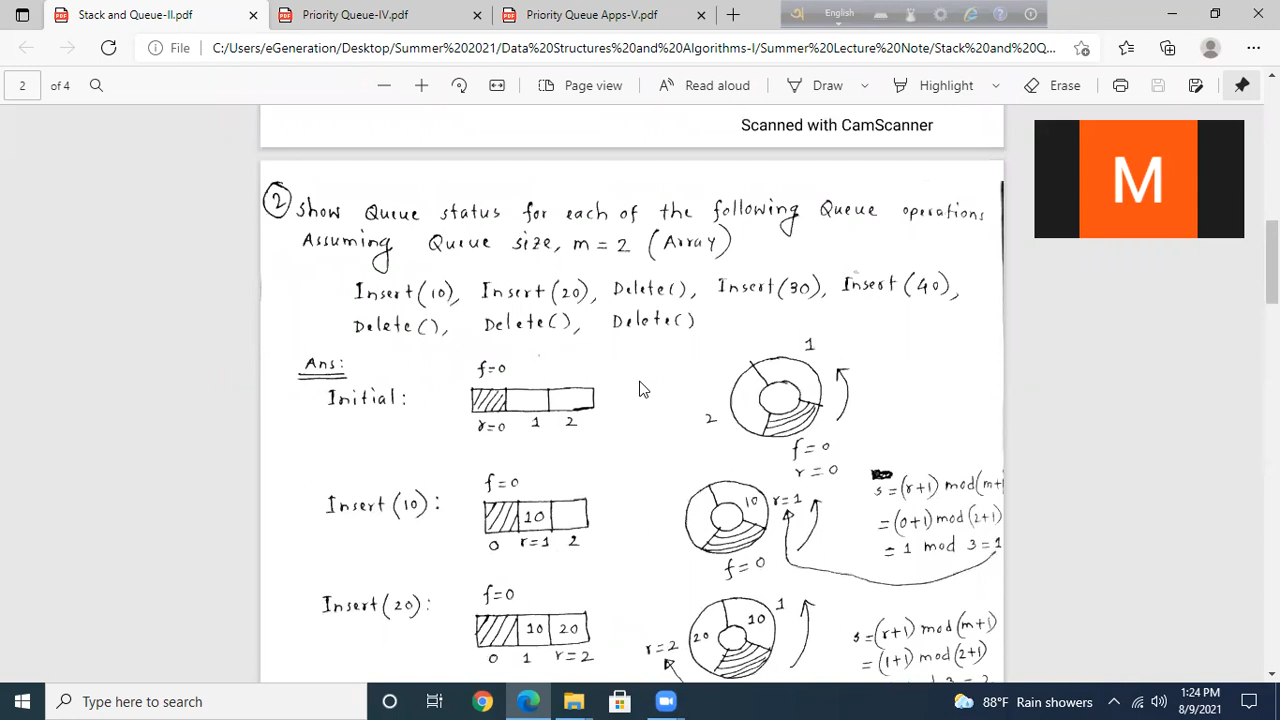 Stack and Queue-II.pdf
Priority Queue-IV.pdf
Priority Queue Apps-V.pdf
English
File
C:/Users/eGeneration/Desktop/Summer%202021/Data%20Structures%20and%20Algorithms-I/Summer%20Lecture%20Note/Stack%20and%20Q...
2 of 4
Page view
Read aloud
Draw
Highlight
Erase
Scanned with CamScanner
M
② Show Queue status for each of the following Queue operations
Assuming Queue size, m = 2 (Array)
Insert(10), Insert(20), Delete(), Insert(30), Insert(40),
Delete(), Delete(), Delete()
Ans:
Initial:
f=0
r=0 1 2
1
2
f=0
r=0
Insert(10):
f=0
10
0 r=1 2
10 r=1
f=0
s=(r+1) mod(m+1
=(0+1) mod(2+1)
= 1 mod 3=1
Insert(20):
f=0
10 20
0 1 r=2
1
20 10
r=2
s=(r+1) mod(m+1)
=(1+1) mod(2+1)
Type here to search
88°F Rain showers
1:24 PM
8/9/2021